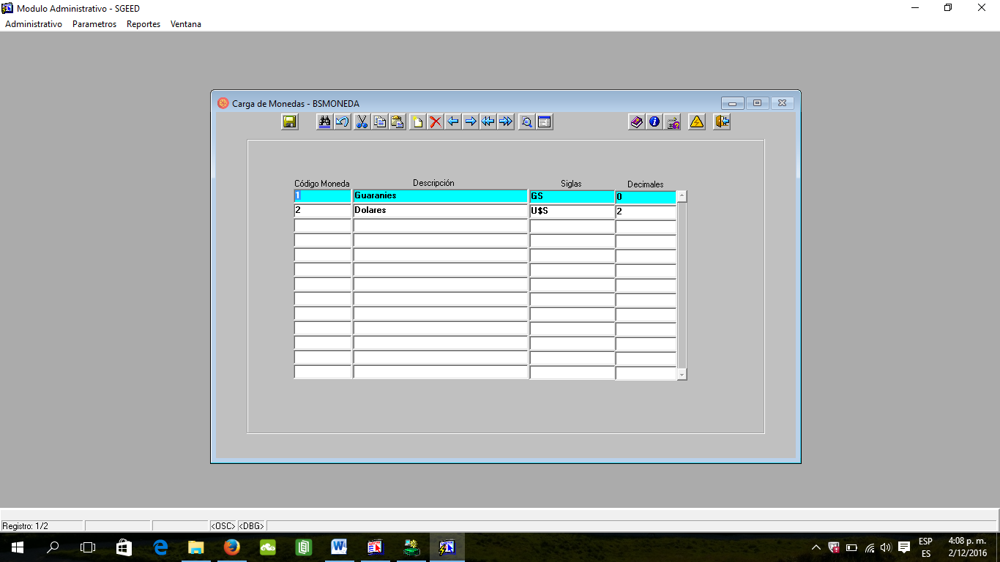 Modulo Administrativo - SGEED
Administrativo Parametros Reportes Ventana
Carga de Monedas - BSMONEDA
Código Moneda Descripción Siglas Decimales
1 Guaranies GS 0
2 Dolares U$S 2
Registro: 1/2 <OSC> <DBG>
ESP 4:08 p. m.
ES 2/12/2016